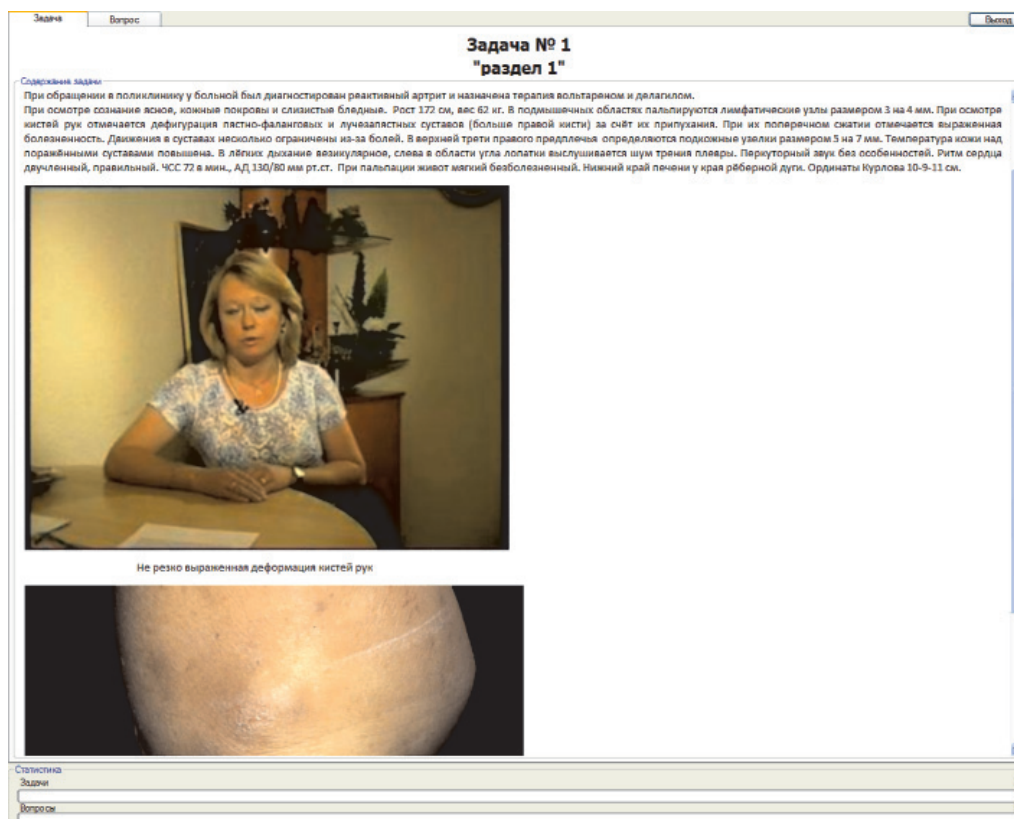 Задача
Вопрос
Выход
Задача № 1
"раздел 1"
Содержание задачи
При обращении в поликлинику у больной был диагностирован реактивный артрит и назначена терапия вольтареном и делагилом.
При осмотре сознание ясное, кожные покровы и слизистые бледные. Рост 172 см, вес 62 кг. В подмышечных областях пальпируются лимфатические узлы размером 3 на 4 мм. При осмотре
кистей рук отмечается дефигурация пястно-фаланговых и лучезапястных суставов (больше правой кисти) за счёт их припухания. При их поперечном сжатии отмечается выраженная
болезненность. Движения в суставах несколько ограничены из-за болей. В верхней трети правого предплечья определяются подкожные узелки размером 5 на 7 мм. Температура кожи над
поражёнными суставами повышена. В лёгких дыхание везикулярное, слева в области угла лопатки выслушивается шум трения плевры. Перкуторный звук без особенностей. Ритм сердца
двучленный, правильный. ЧСС 72 в мин., АД 130/80 мм рт.ст. При пальпации живот мягкий безболезненный. Нижний край печени у края рёберной дуги. Ординаты Курлова 10-9-11 см.
Не резко выраженная деформация кистей рук
Статистика
Задачи
Вопросы